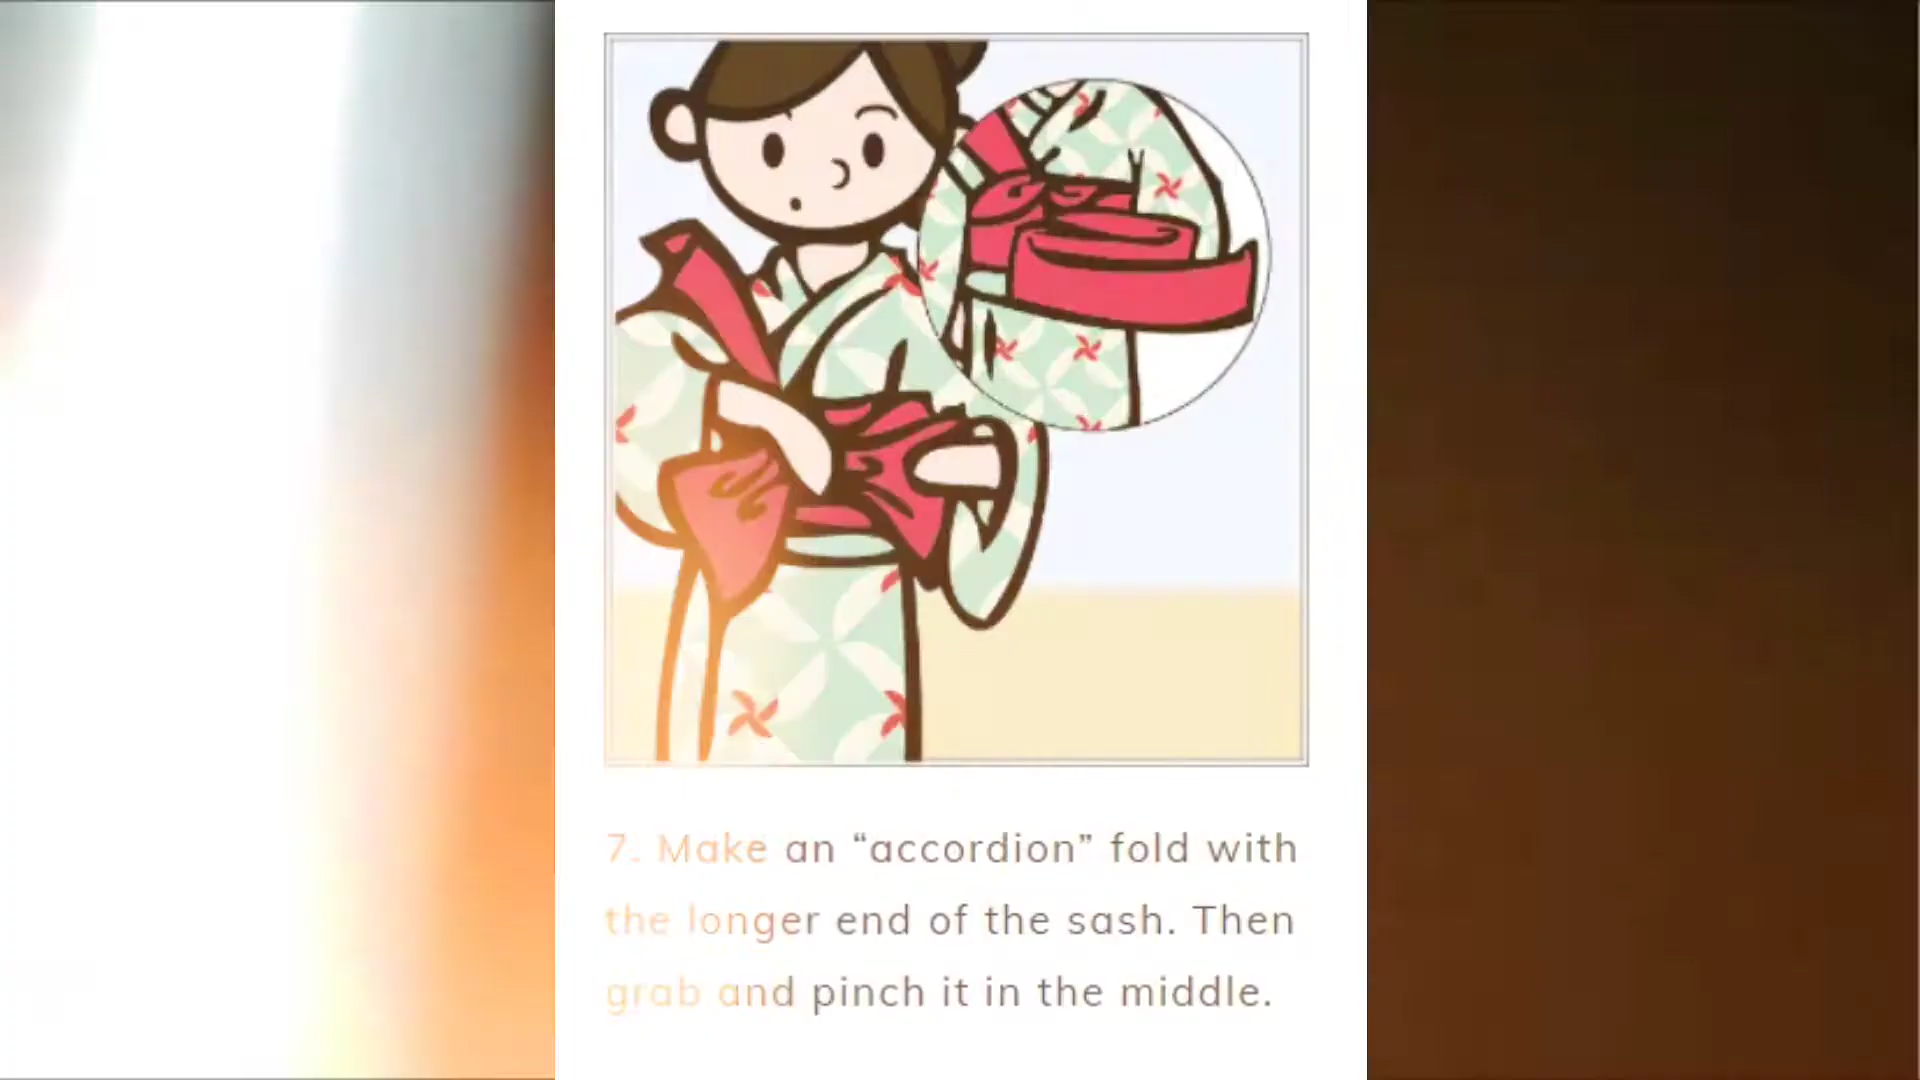 7. Make an “accordion” fold with
the longer end of the sash. Then
grab and pinch it in the middle.